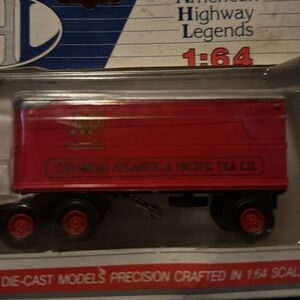 American
Highway
Legends
1:64
A&P
THE GREAT ATLANTIC & PACIFIC TEA CO.
DIE-CAST MODELS PRECISION CRAFTED IN 1:64 SCALE